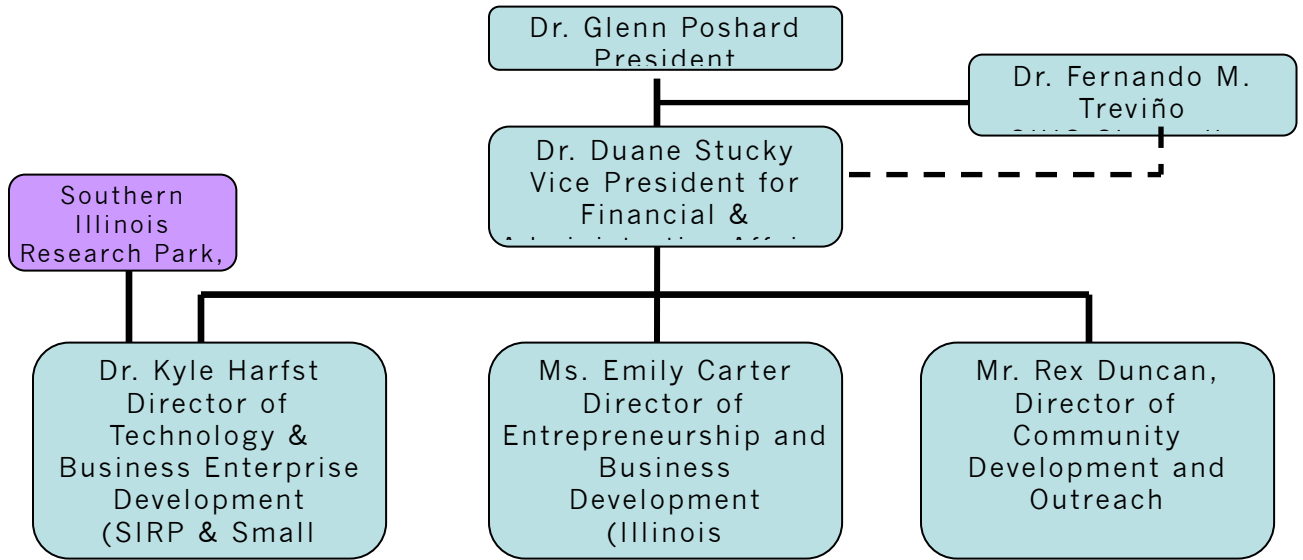 Dr. Glenn Poshard
President
Dr. Fernando M.
Treviño
Dr. Duane Stucky
Vice President for
Financial &
Southern
Illinois
Research Park,
Dr. Kyle Harfst
Director of
Technology &
Business Enterprise
Development
(SIRP & Small
Ms. Emily Carter
Director of
Entrepreneurship and
Business
Development
(Illinois
Mr. Rex Duncan,
Director of
Community
Development and
Outreach